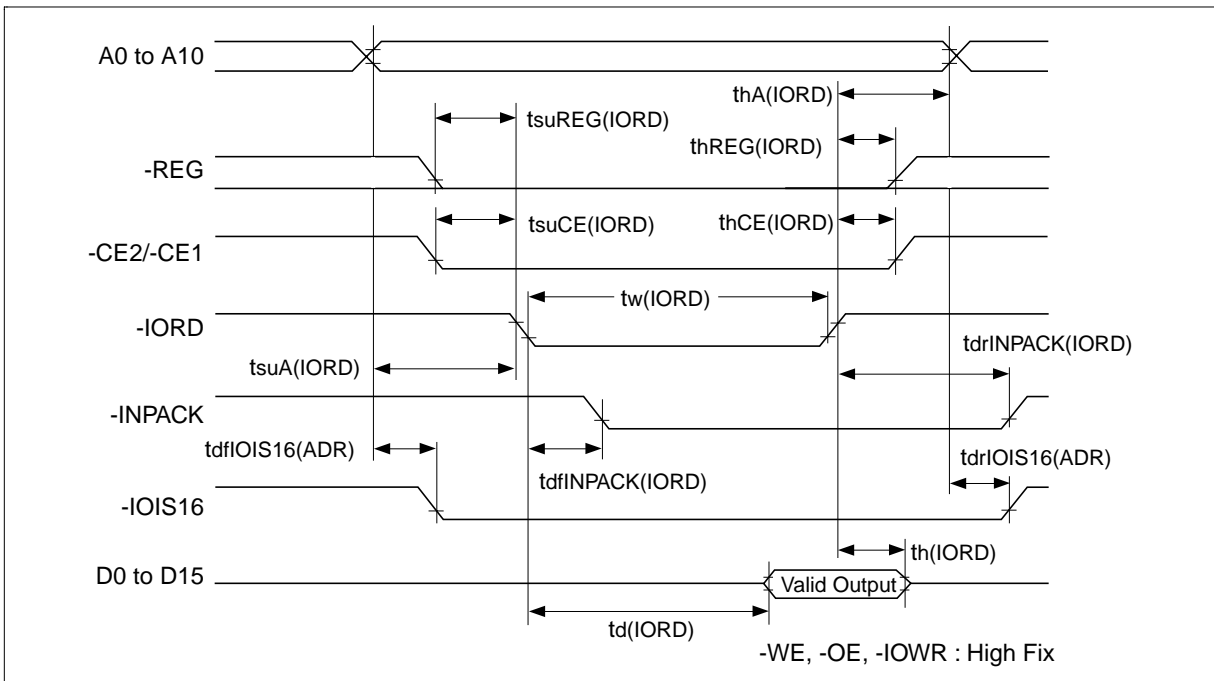 A0 to A10
thA(IORD)
tsuREG(IORD)
thREG(IORD)
-REG
tsuCE(IORD)
thCE(IORD)
-CE2/-CE1
tw(IORD)
-IORD
tdrINPACK(IORD)
tsuA(IORD)
-INPACK
tdfIOIS16(ADR)
tdrIOIS16(ADR)
tdfINPACK(IORD)
-IOIS16
th(IORD)
D0 to D15
Valid Output
td(IORD)
-WE, -OE, -IOWR : High Fix